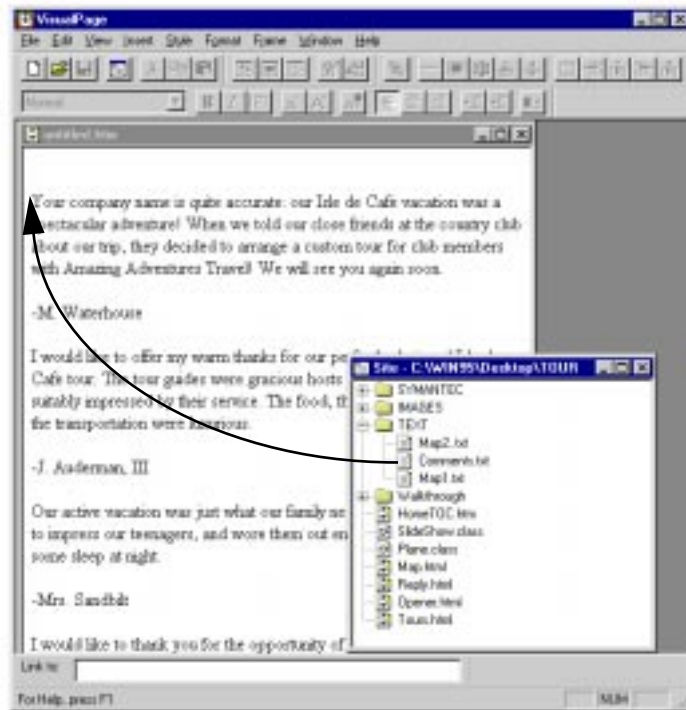 VisualPage
File Edit View Insert Style Format Frame Window Help
Normal
untitled.htm
Your company name is quite accurate: our Isle de Café vacation was a
spectacular adventure! When we told our close friends at the country club
about our trip, they decided to arrange a custom tour for club members
with Amazing Adventures Travel! We will see you again soon.
-M. Waterhouse
I would like to offer my warm thanks for our
Café tour. The tour guides were gracious hosts
suitably impressed by their service. The food,
the transportation were luxurious.
-J. Auderman, III
Our active vacation was just what our family
to impress our teenagers, and wore them out
some sleep at night.
-Mrs. Sandbilt
I would like to thank you for the opportunity of
Site - C:\WIN95\Desktop\TOUR
SYMANTEC
IMAGES
TEXT
Map2.txt
Comments.txt
Map1.txt
Walkthrough
HomeTOC.htm
SlideShow.class
Plane.class
Map.html
Reply.html
Opener.html
Tours.html
Link to:
For Help, press F1
NUM